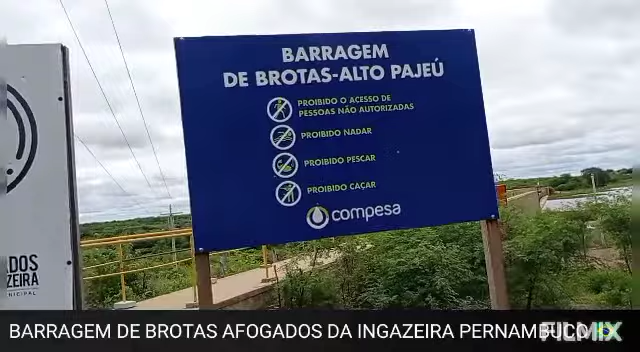 BARRAGEM
DE BROTAS-ALTO PAJEÚ
PROIBIDO O ACESSO DE
PESSOAS NÃO AUTORIZADAS
PROIBIDO NADAR
PROIBIDO PESCAR
PROIBIDO CAÇAR
compesa
DOS
ZEIRA
NICIPAL
BARRAGEM DE BROTAS AFOGADOS DA INGAZEIRA PERNAMBUCO
FILMIX